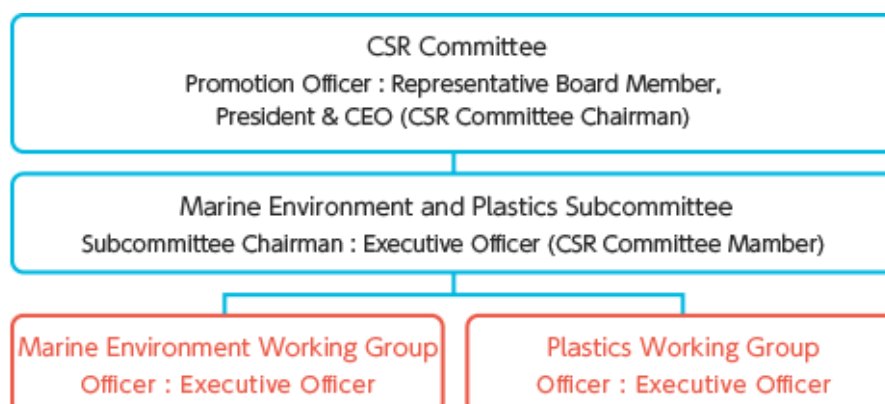 CSR Committee
Promotion Officer : Representative Board Member,
President & CEO (CSR Committee Chairman)
Marine Environment and Plastics Subcommittee
Subcommittee Chairman : Executive Officer (CSR Committee Mamber)
Marine Environment Working Group
Officer : Executive Officer
Plastics Working Group
Officer : Executive Officer